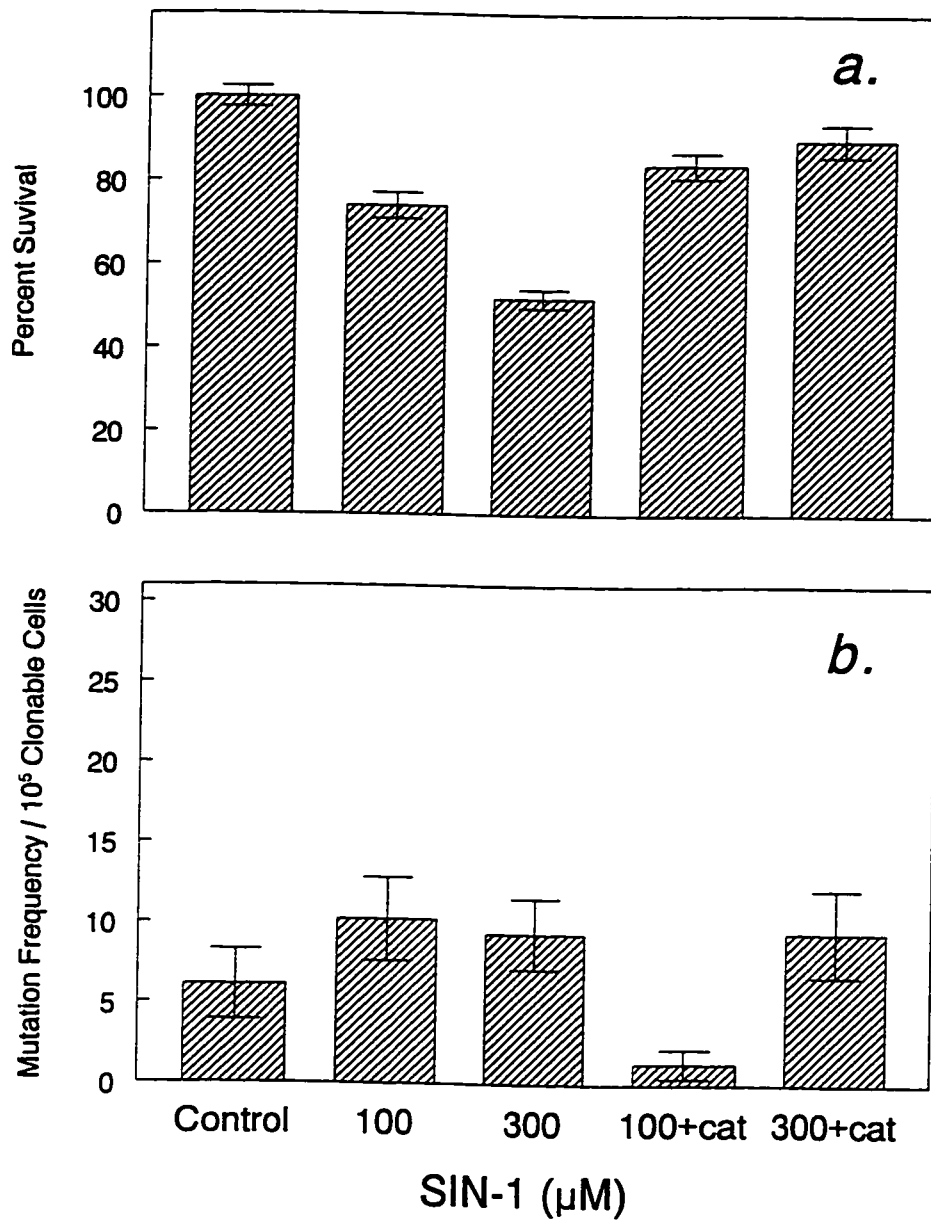 a.
Percent Suvival
100
80
60
40
20
0
b.
Mutation Frequency / 10⁵ Clonable Cells
30
25
20
15
10
5
0
Control 100 300 100+cat 300+cat
SIN-1 (µM)